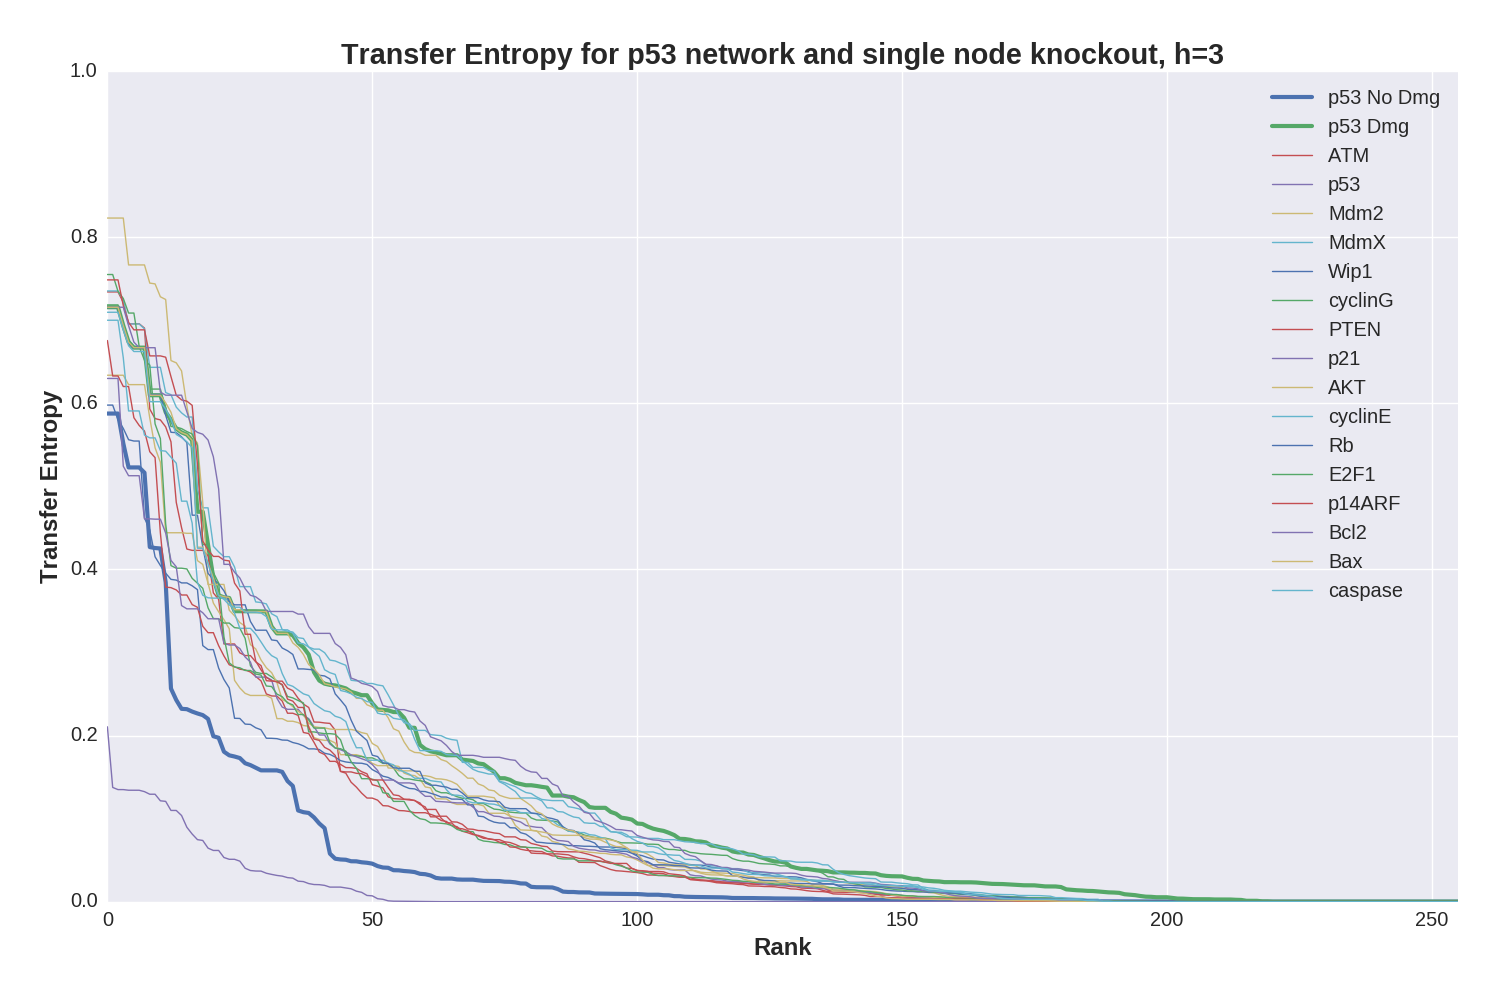 Transfer Entropy for p53 network and single node knockout, h=3
1.0
0.8
0.6
0.4
0.2
0.0
Transfer Entropy
0
50
100
150
200
250
Rank
p53 No Dmg
p53 Dmg
ATM
p53
Mdm2
MdmX
Wip1
cyclinG
PTEN
p21
AKT
cyclinE
Rb
E2F1
p14ARF
Bcl2
Bax
caspase